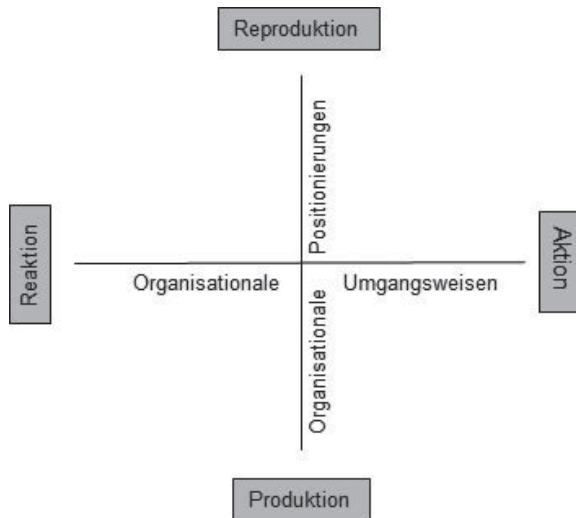 Reproduktion
Organisationale Positionierungen
Reaktion
Aktion
Organisationale Umgangsweisen
Produktion